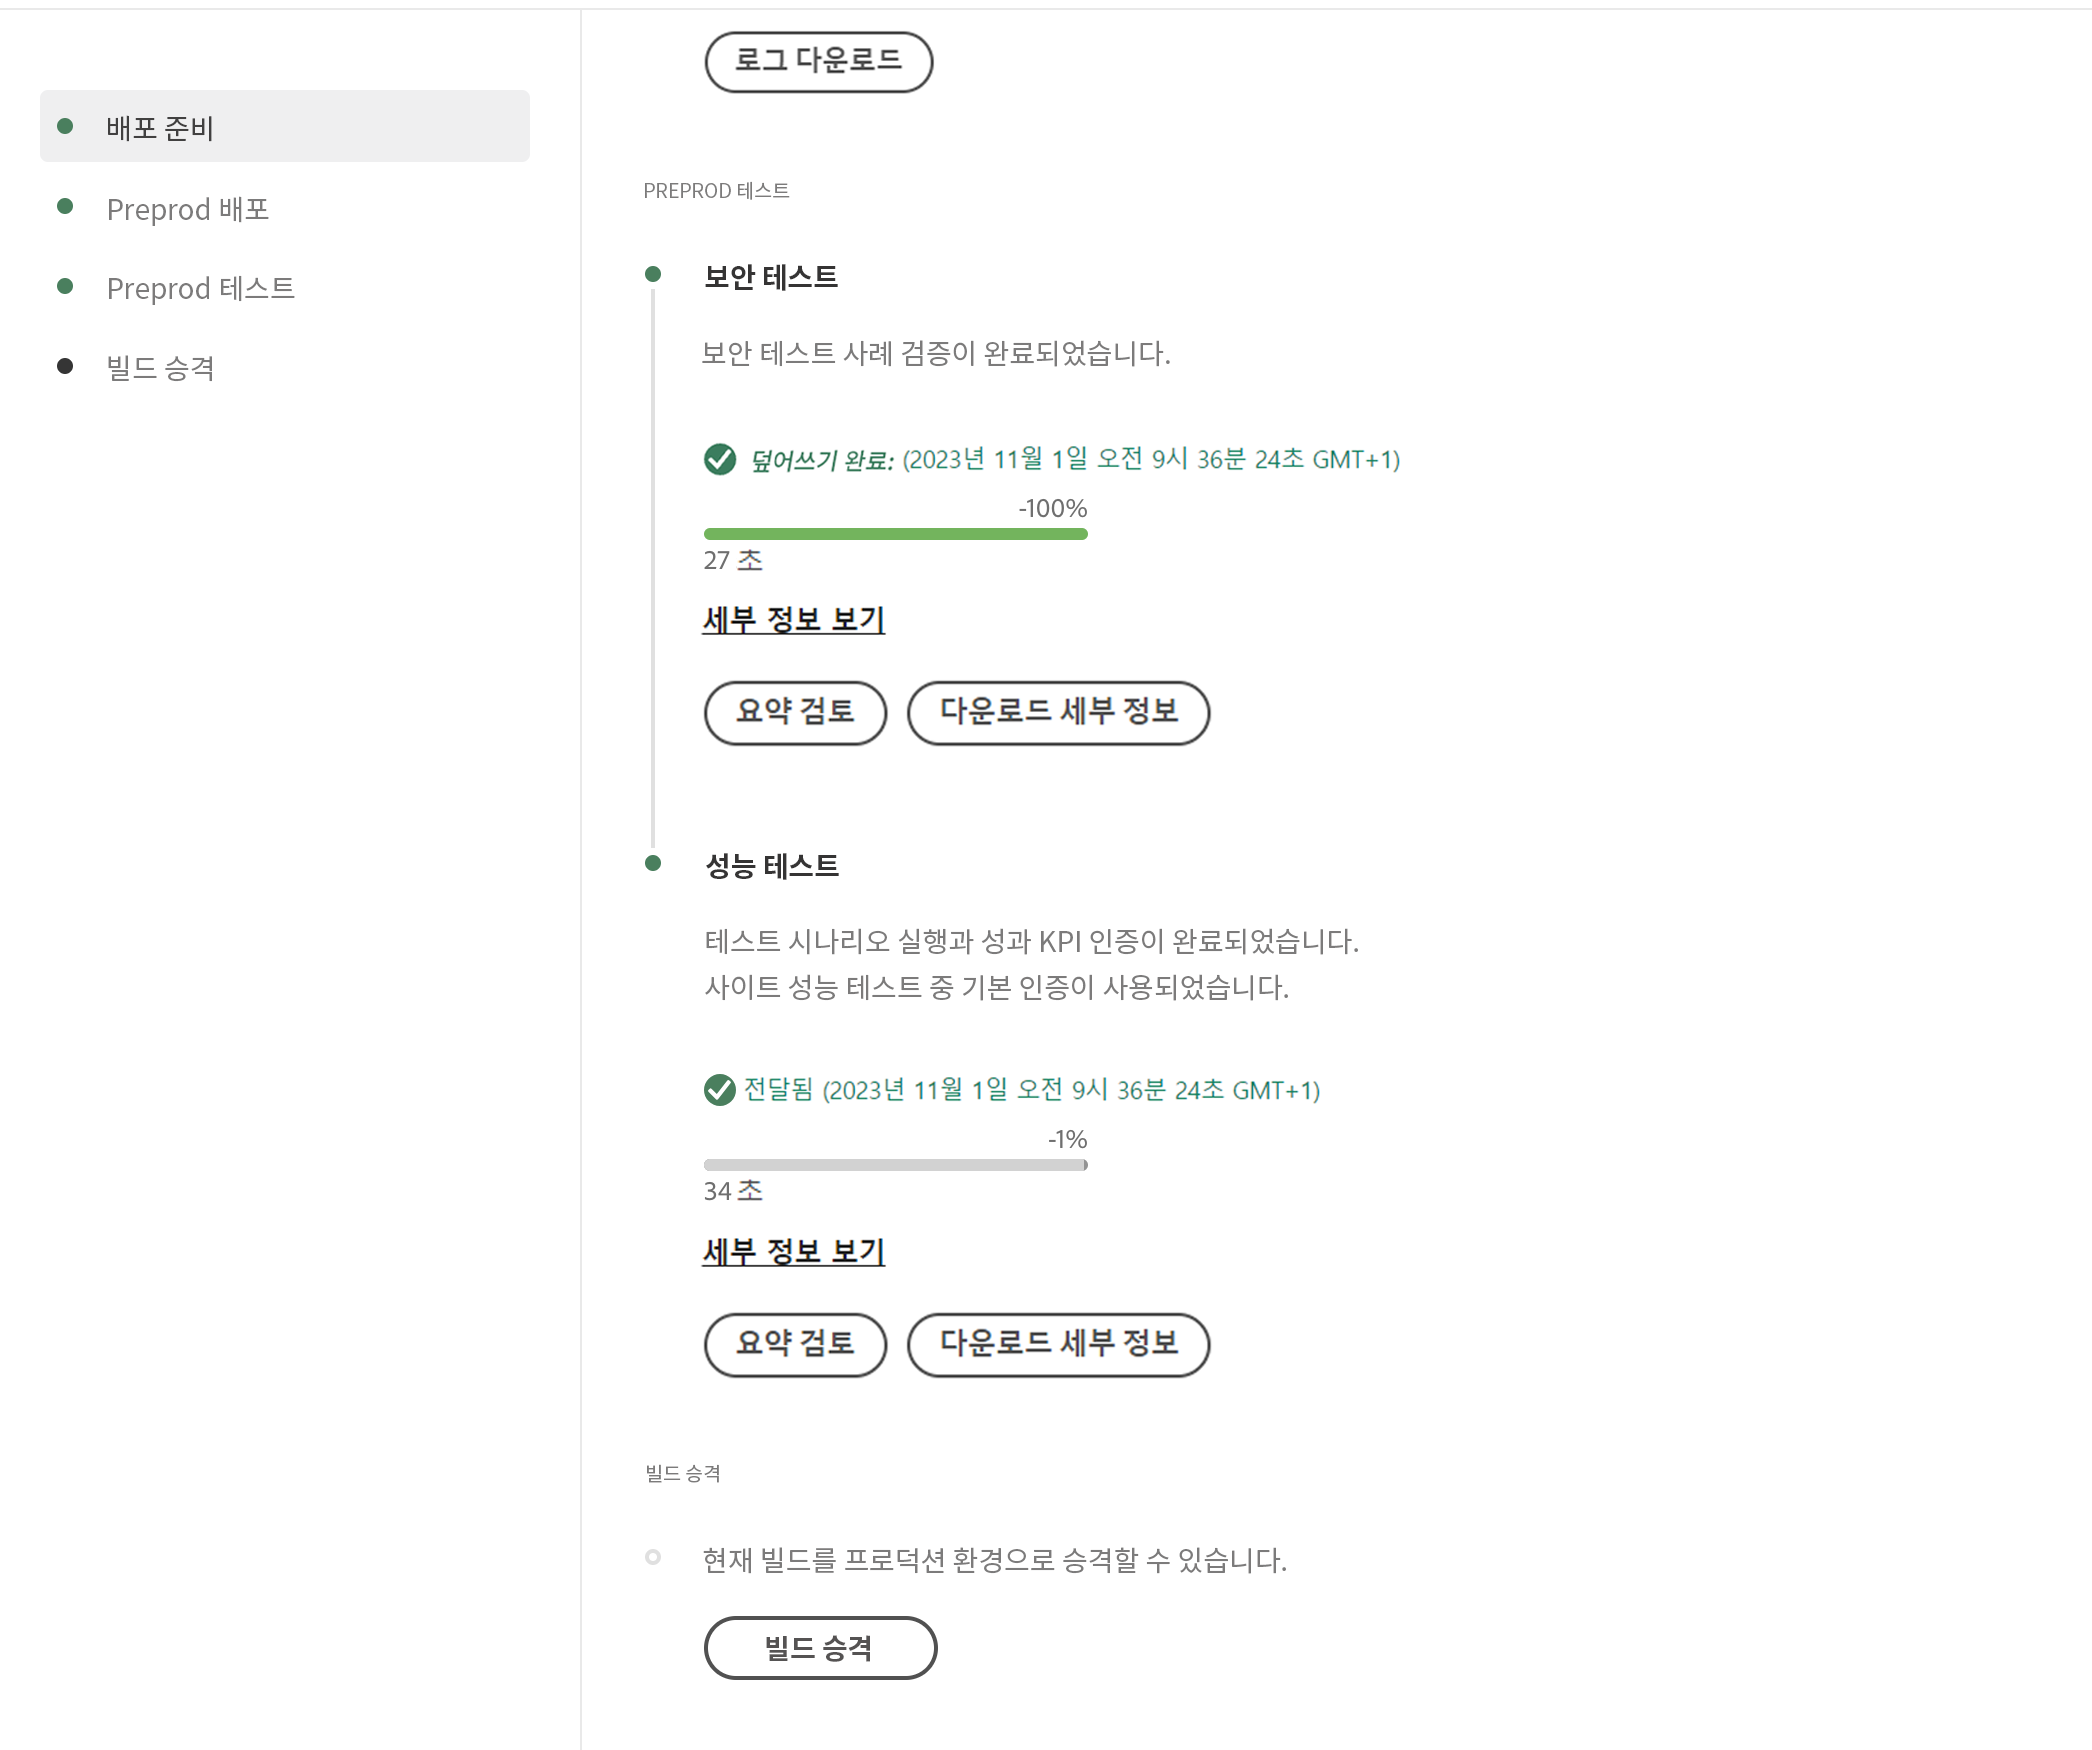 배포 준비
Preprod 배포
Preprod 테스트
빌드 승격
로그 다운로드
PREPROD 테스트
보안 테스트
보안 테스트 사례 검증이 완료되었습니다.
덮어쓰기 완료: (2023년 11월 1일 오전 9시 36분 24초 GMT+1)
-100%
27 초
세부 정보 보기
요약 검토 다운로드 세부 정보
성능 테스트
테스트 시나리오 실행과 성과 KPI 인증이 완료되었습니다.
사이트 성능 테스트 중 기본 인증이 사용되었습니다.
전달됨 (2023년 11월 1일 오전 9시 36분 24초 GMT+1)
-1%
34 초
세부 정보 보기
요약 검토 다운로드 세부 정보
빌드 승격
현재 빌드를 프로덕션 환경으로 승격할 수 있습니다.
빌드 승격